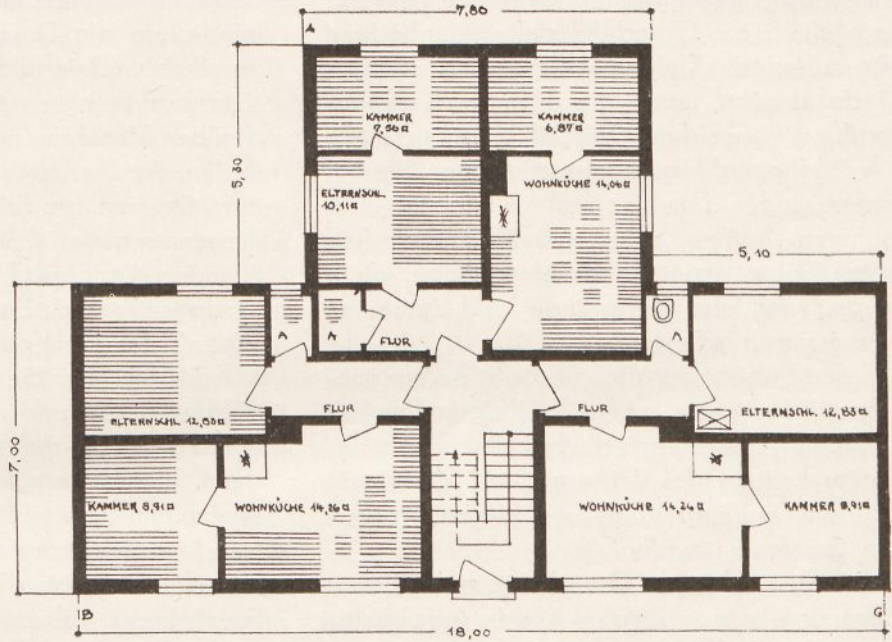 7,80
A
KAMMER
7,56¤
KAMMER
6,87¤
5,30
ELTERNSCHL.
10,11¤
WOHNKÜCHE 14,06¤
5,10
7,00
A
A
FLUR
A
ELTERNSCHL. 12,83¤
FLUR
FLUR
ELTERNSCHL. 12,83¤
KAMMER 8,91¤
WOHNKÜCHE 14,26¤
WOHNKÜCHE 14,26¤
KAMMER 8,91¤
B
C
18,00